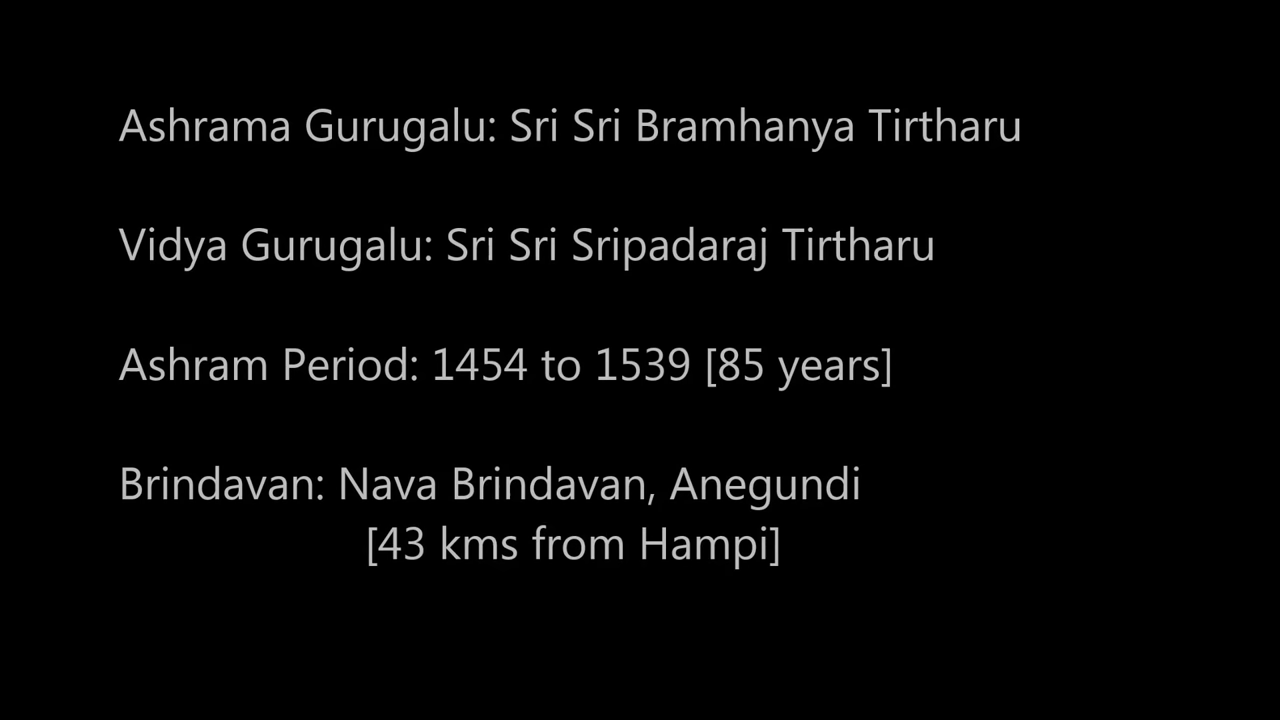 Ashrama Gurugalu: Sri Sri Bramhanya Tirtharu
Vidya Gurugalu: Sri Sri Sripadaraj Tirtharu
Ashram Period: 1454 to 1539 [85 years]
Brindavan: Nava Brindavan, Anegundi
[43 kms from Hampi]